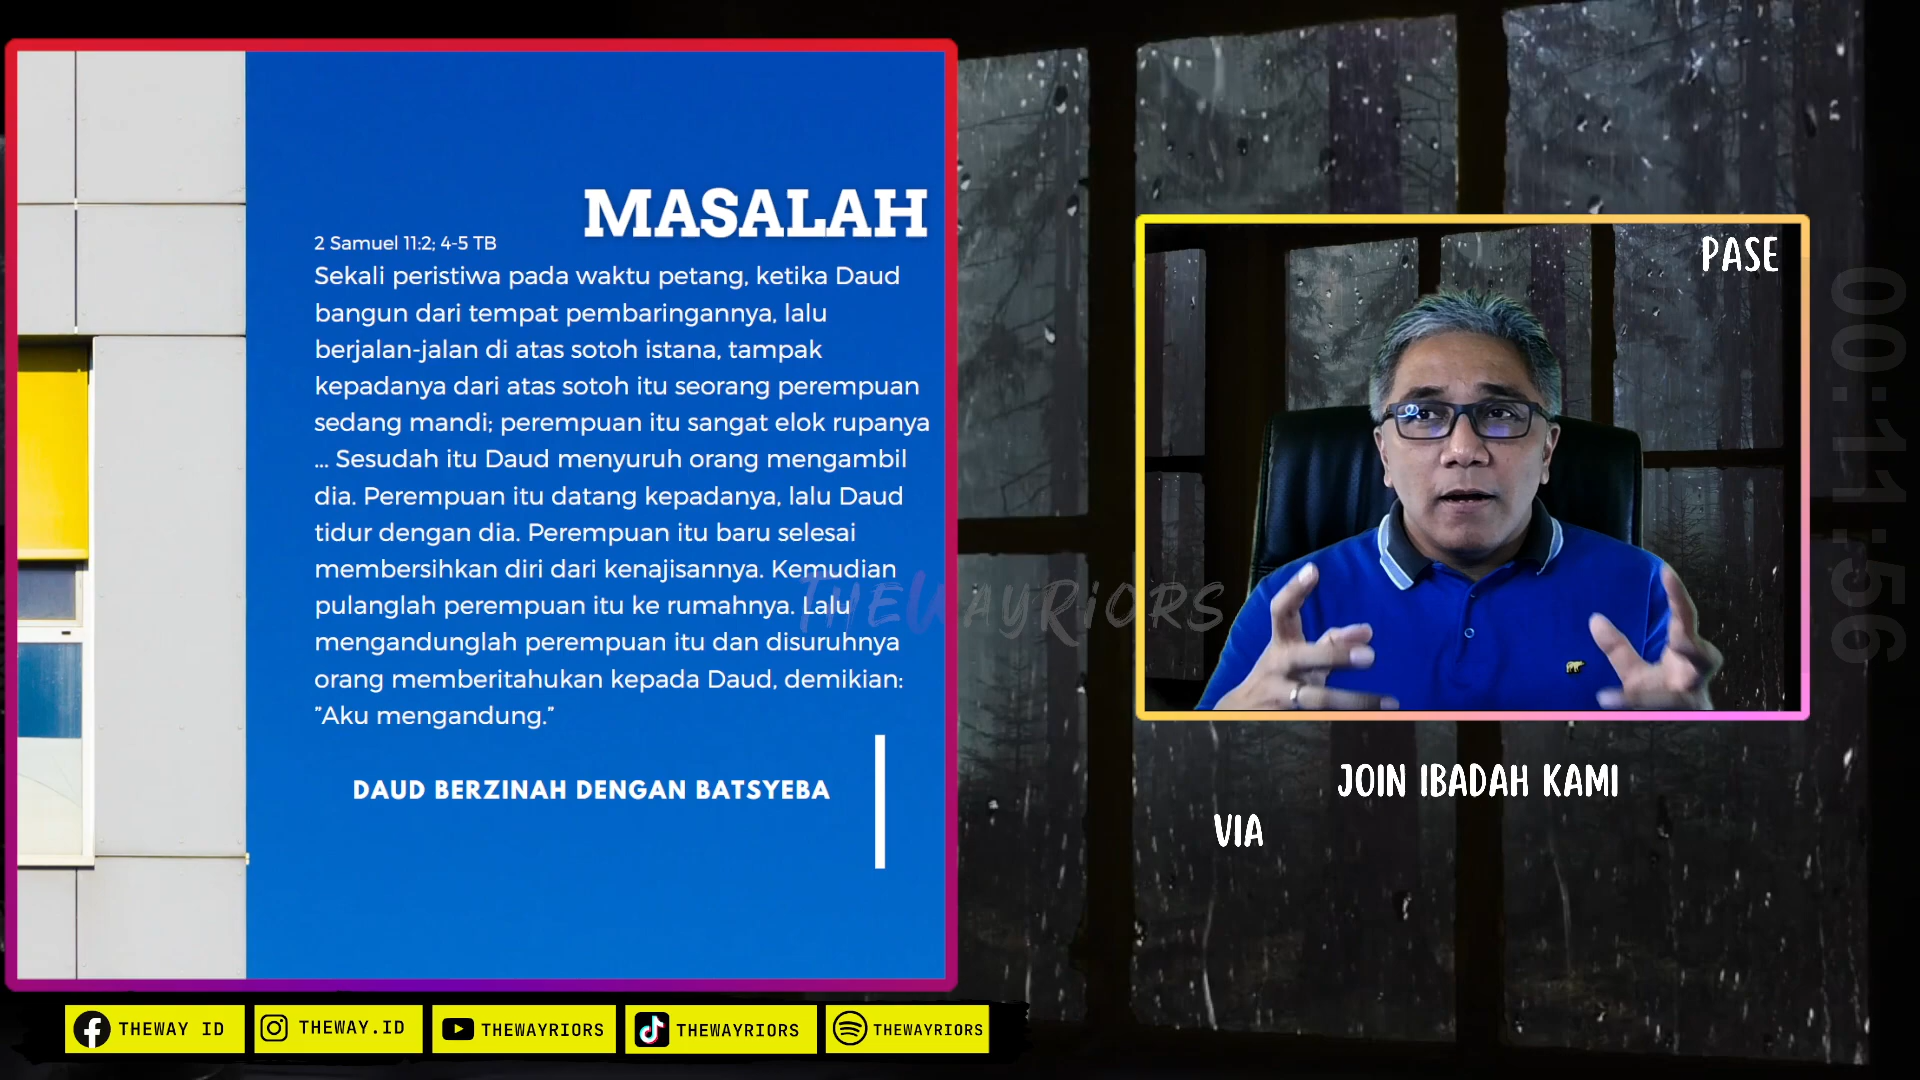 MASALAH
2 Samuel 11:2; 4-5 TB
Sekali peristiwa pada waktu petang, ketika Daud
bangun dari tempat pembaringannya, lalu
berjalan-jalan di atas sotoh istana, tampak
kepadanya dari atas sotoh itu seorang perempuan
sedang mandi; perempuan itu sangat elok rupanya
... Sesudah itu Daud menyuruh orang mengambil
dia. Perempuan itu datang kepadanya, lalu Daud
tidur dengan dia. Perempuan itu baru selesai
membersihkan diri dari kenajisannya. Kemudian
pulanglah perempuan itu ke rumahnya. Lalu
mengandunglah perempuan itu dan disuruhnya
orang memberitahukan kepada Daud, demikian:
"Aku mengandung."
DAUD BERZINAH DENGAN BATSYEBA
THEWAYRIORS
PASE
00:11:56
JOIN IBADAH KAMI
VIA
THEWAY ID
THEWAY.ID
THEWAYRIORS
THEWAYRIORS
THEWAYRIORS